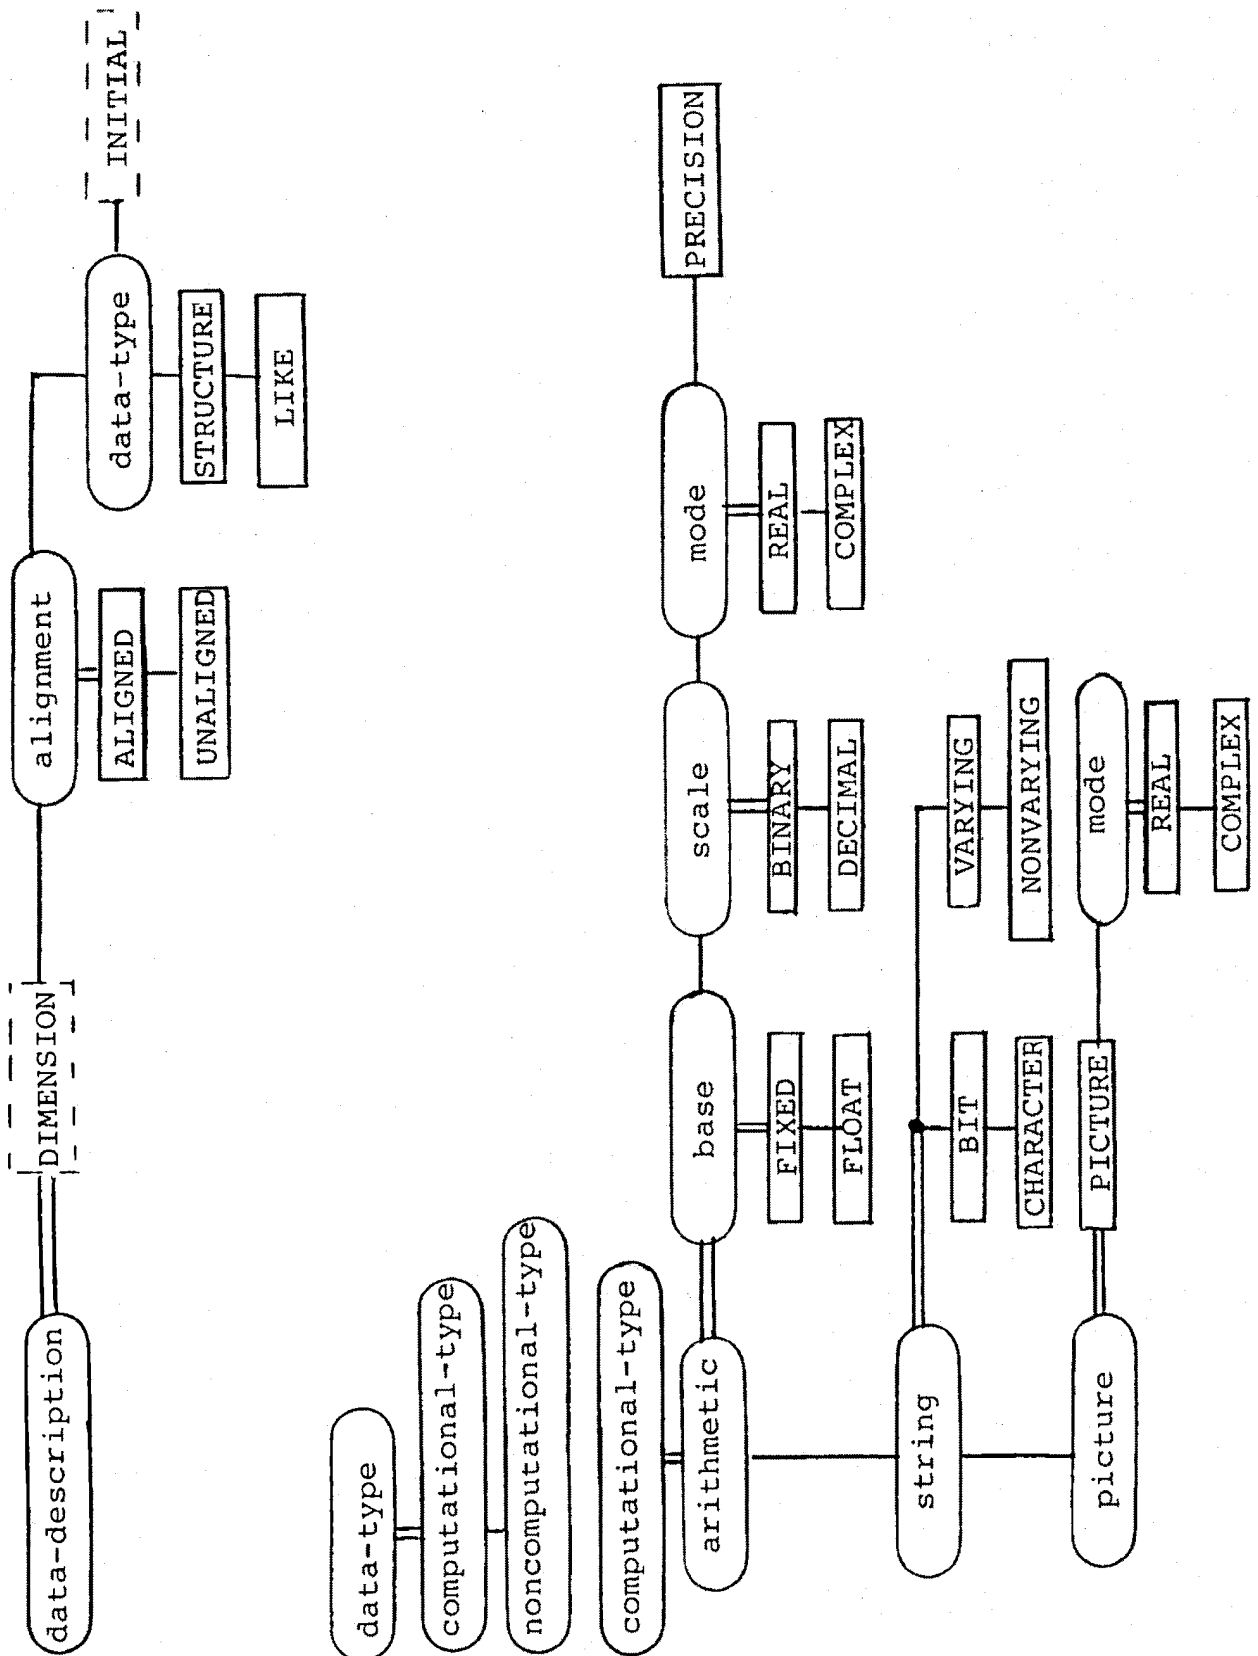 data-description
DIMENSION
alignment
ALIGNED
UNALIGNED
data-type
STRUCTURE
LIKE
INITIAL
data-type
computational-type
noncomputational-type
computational-type
arithmetic
base
FIXED
FLOAT
scale
BINARY
DECIMAL
mode
REAL
COMPLEX
PRECISION
string
BIT
CHARACTER
VARYING
NONVARYING
picture
PICTURE
mode
REAL
COMPLEX